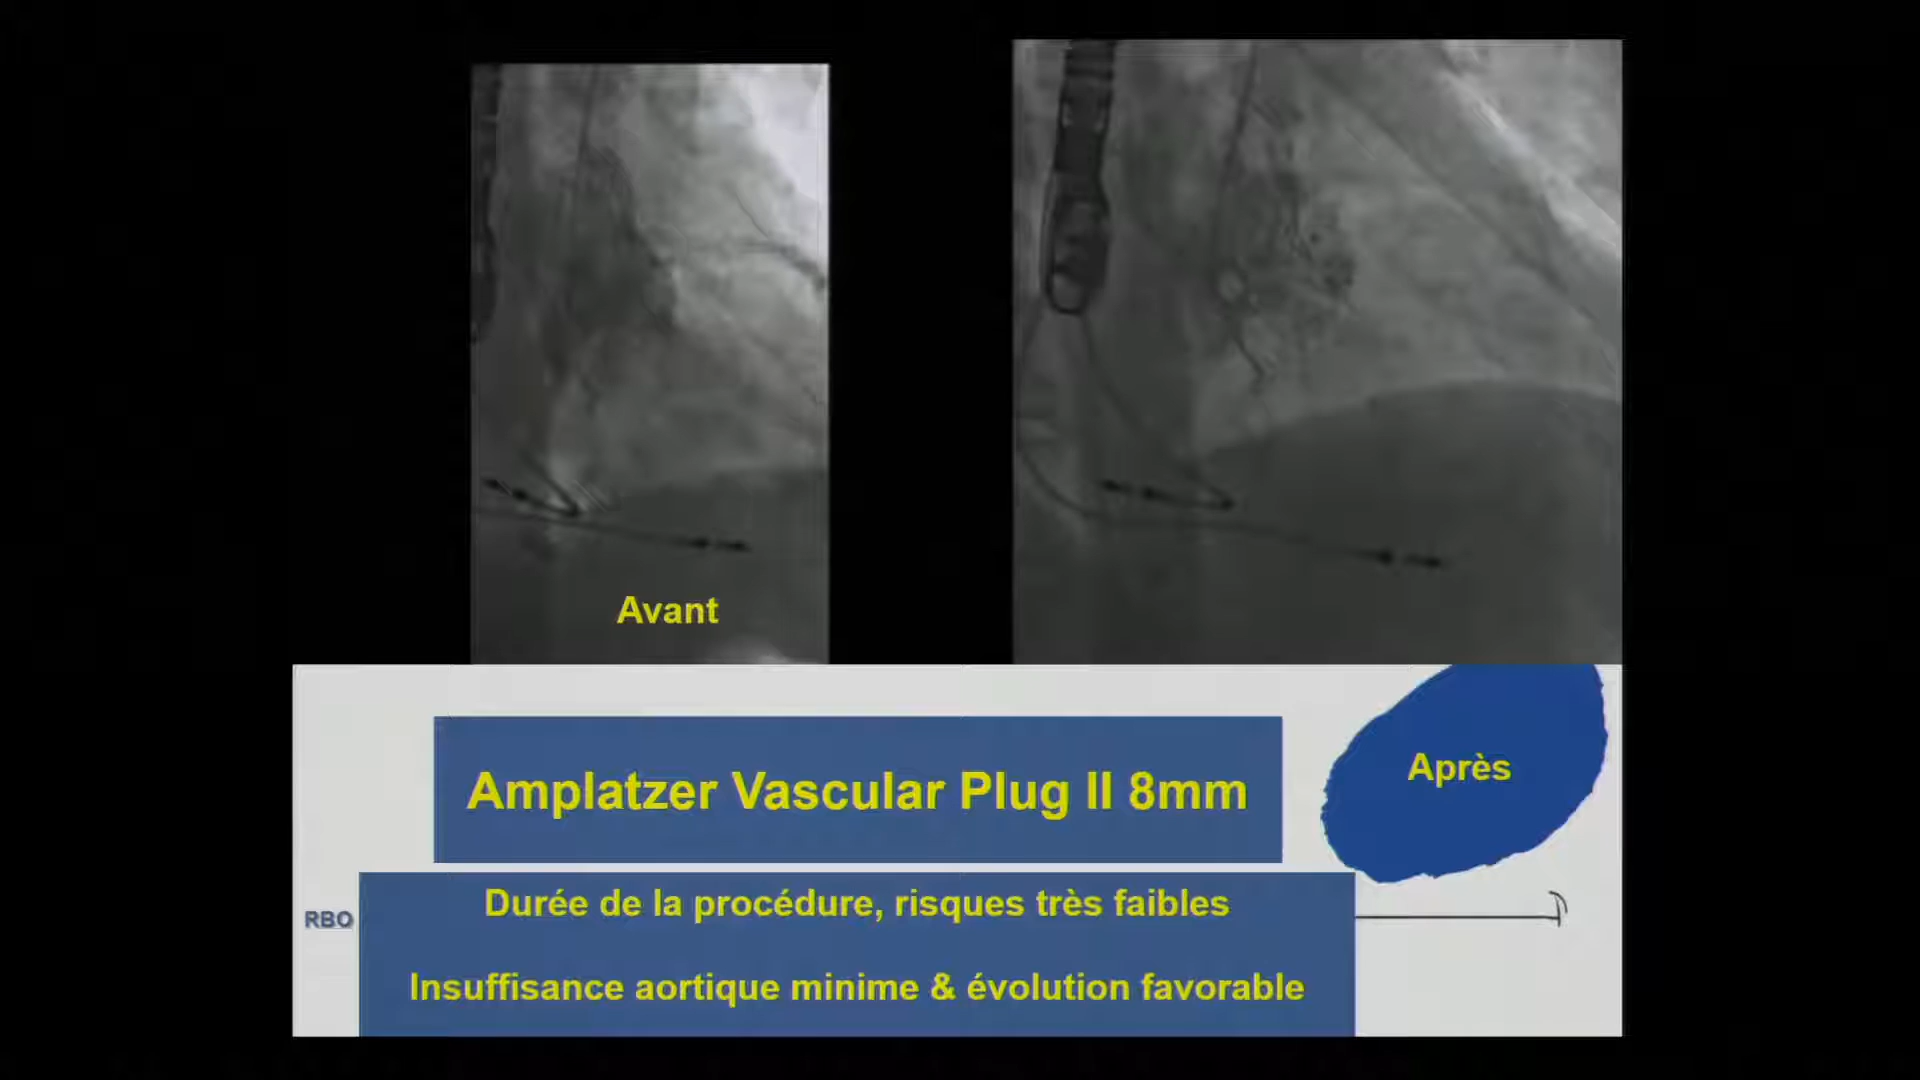 Avant
Après
Amplatzer Vascular Plug II 8mm
RBO
Durée de la procédure, risques très faibles
Insuffisance aortique minime & évolution favorable